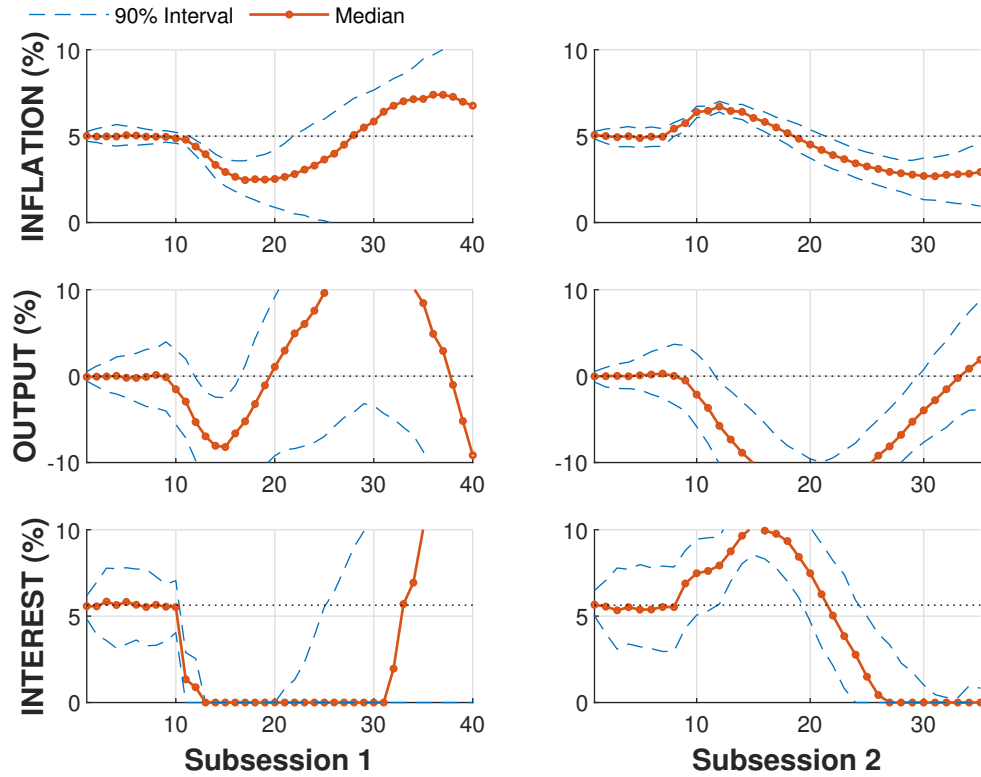 90% Interval Median
INFLATION (%)
10
5
0
10 20 30 40
10
5
0
10 20 30
OUTPUT (%)
10
0
-10
10 20 30 40
10
0
-10
10 20 30
INTEREST (%)
10
5
0
10 20 30 40
10
5
0
10 20 30
Subsession 1
Subsession 2